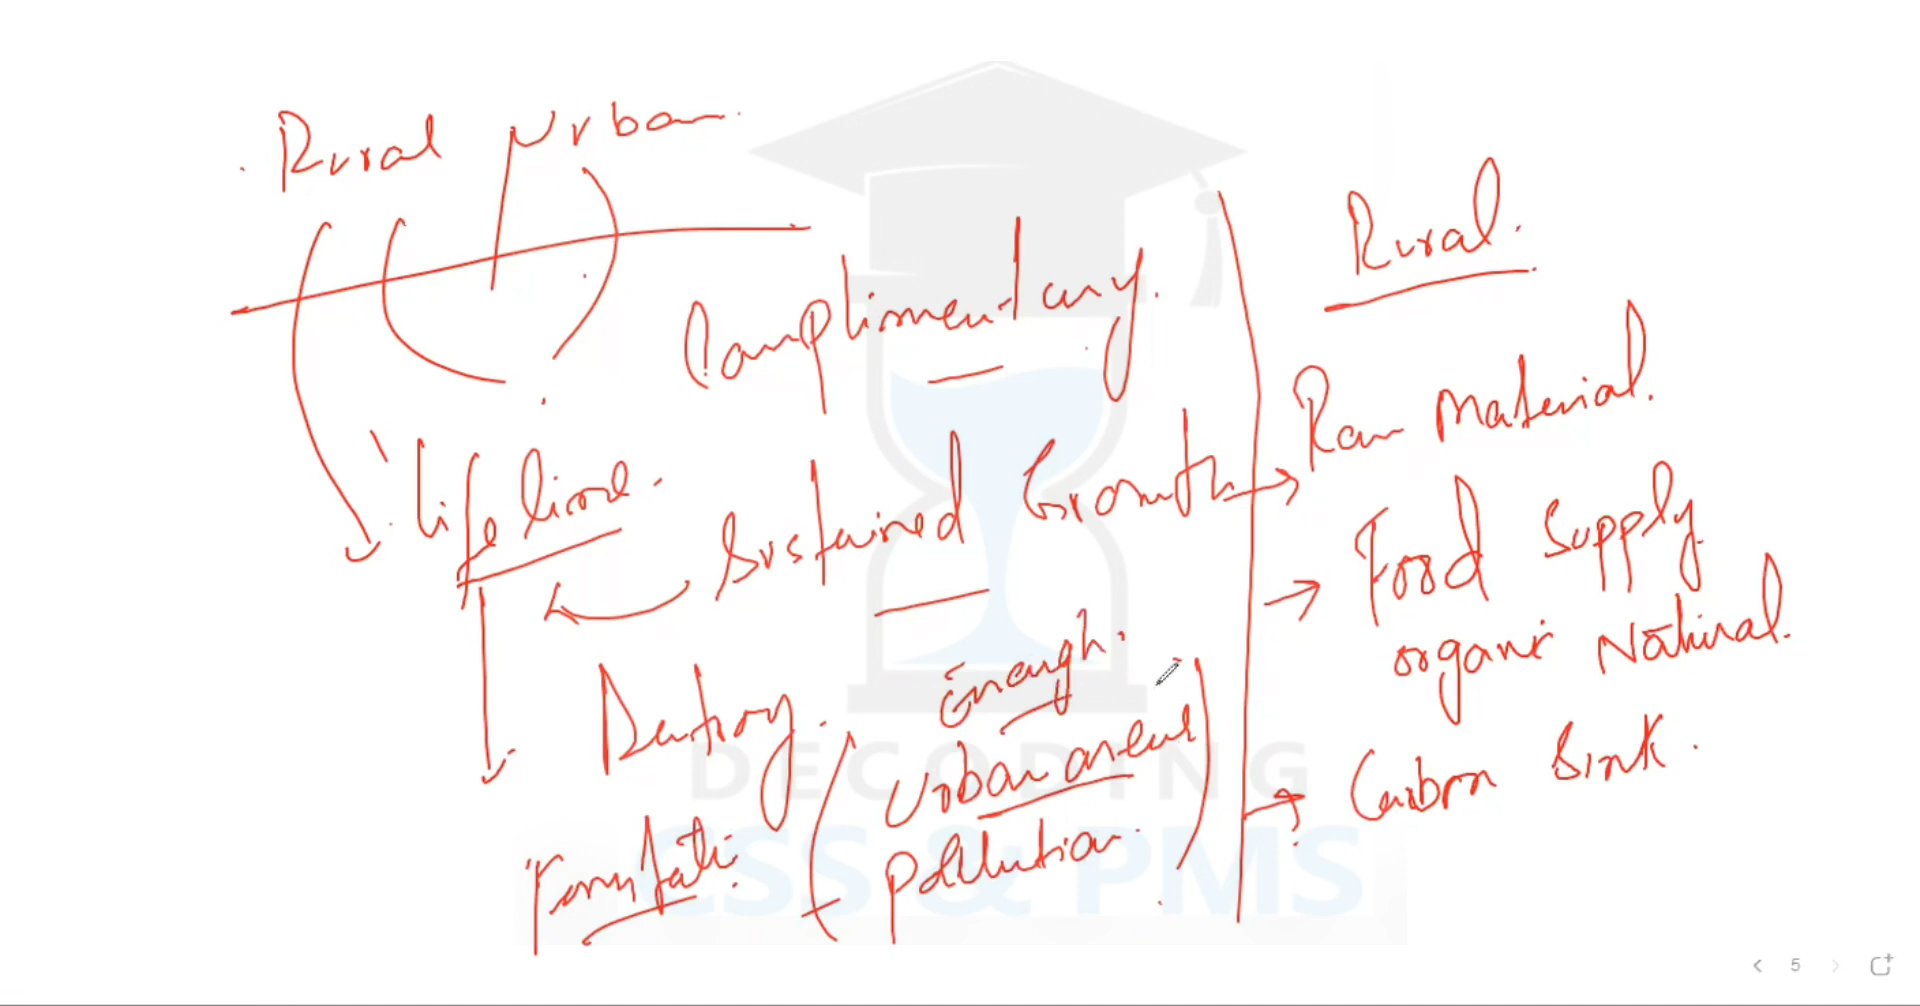 Rural Urban.
Complimentary.
'Life line.
Sustained Growth
Destroy.
Enough.
Urban areas
pollution.
Rural.
Raw Material.
Food Supply
organic Natural.
Carbon Sink.
DECODING
CSS & PMS
5